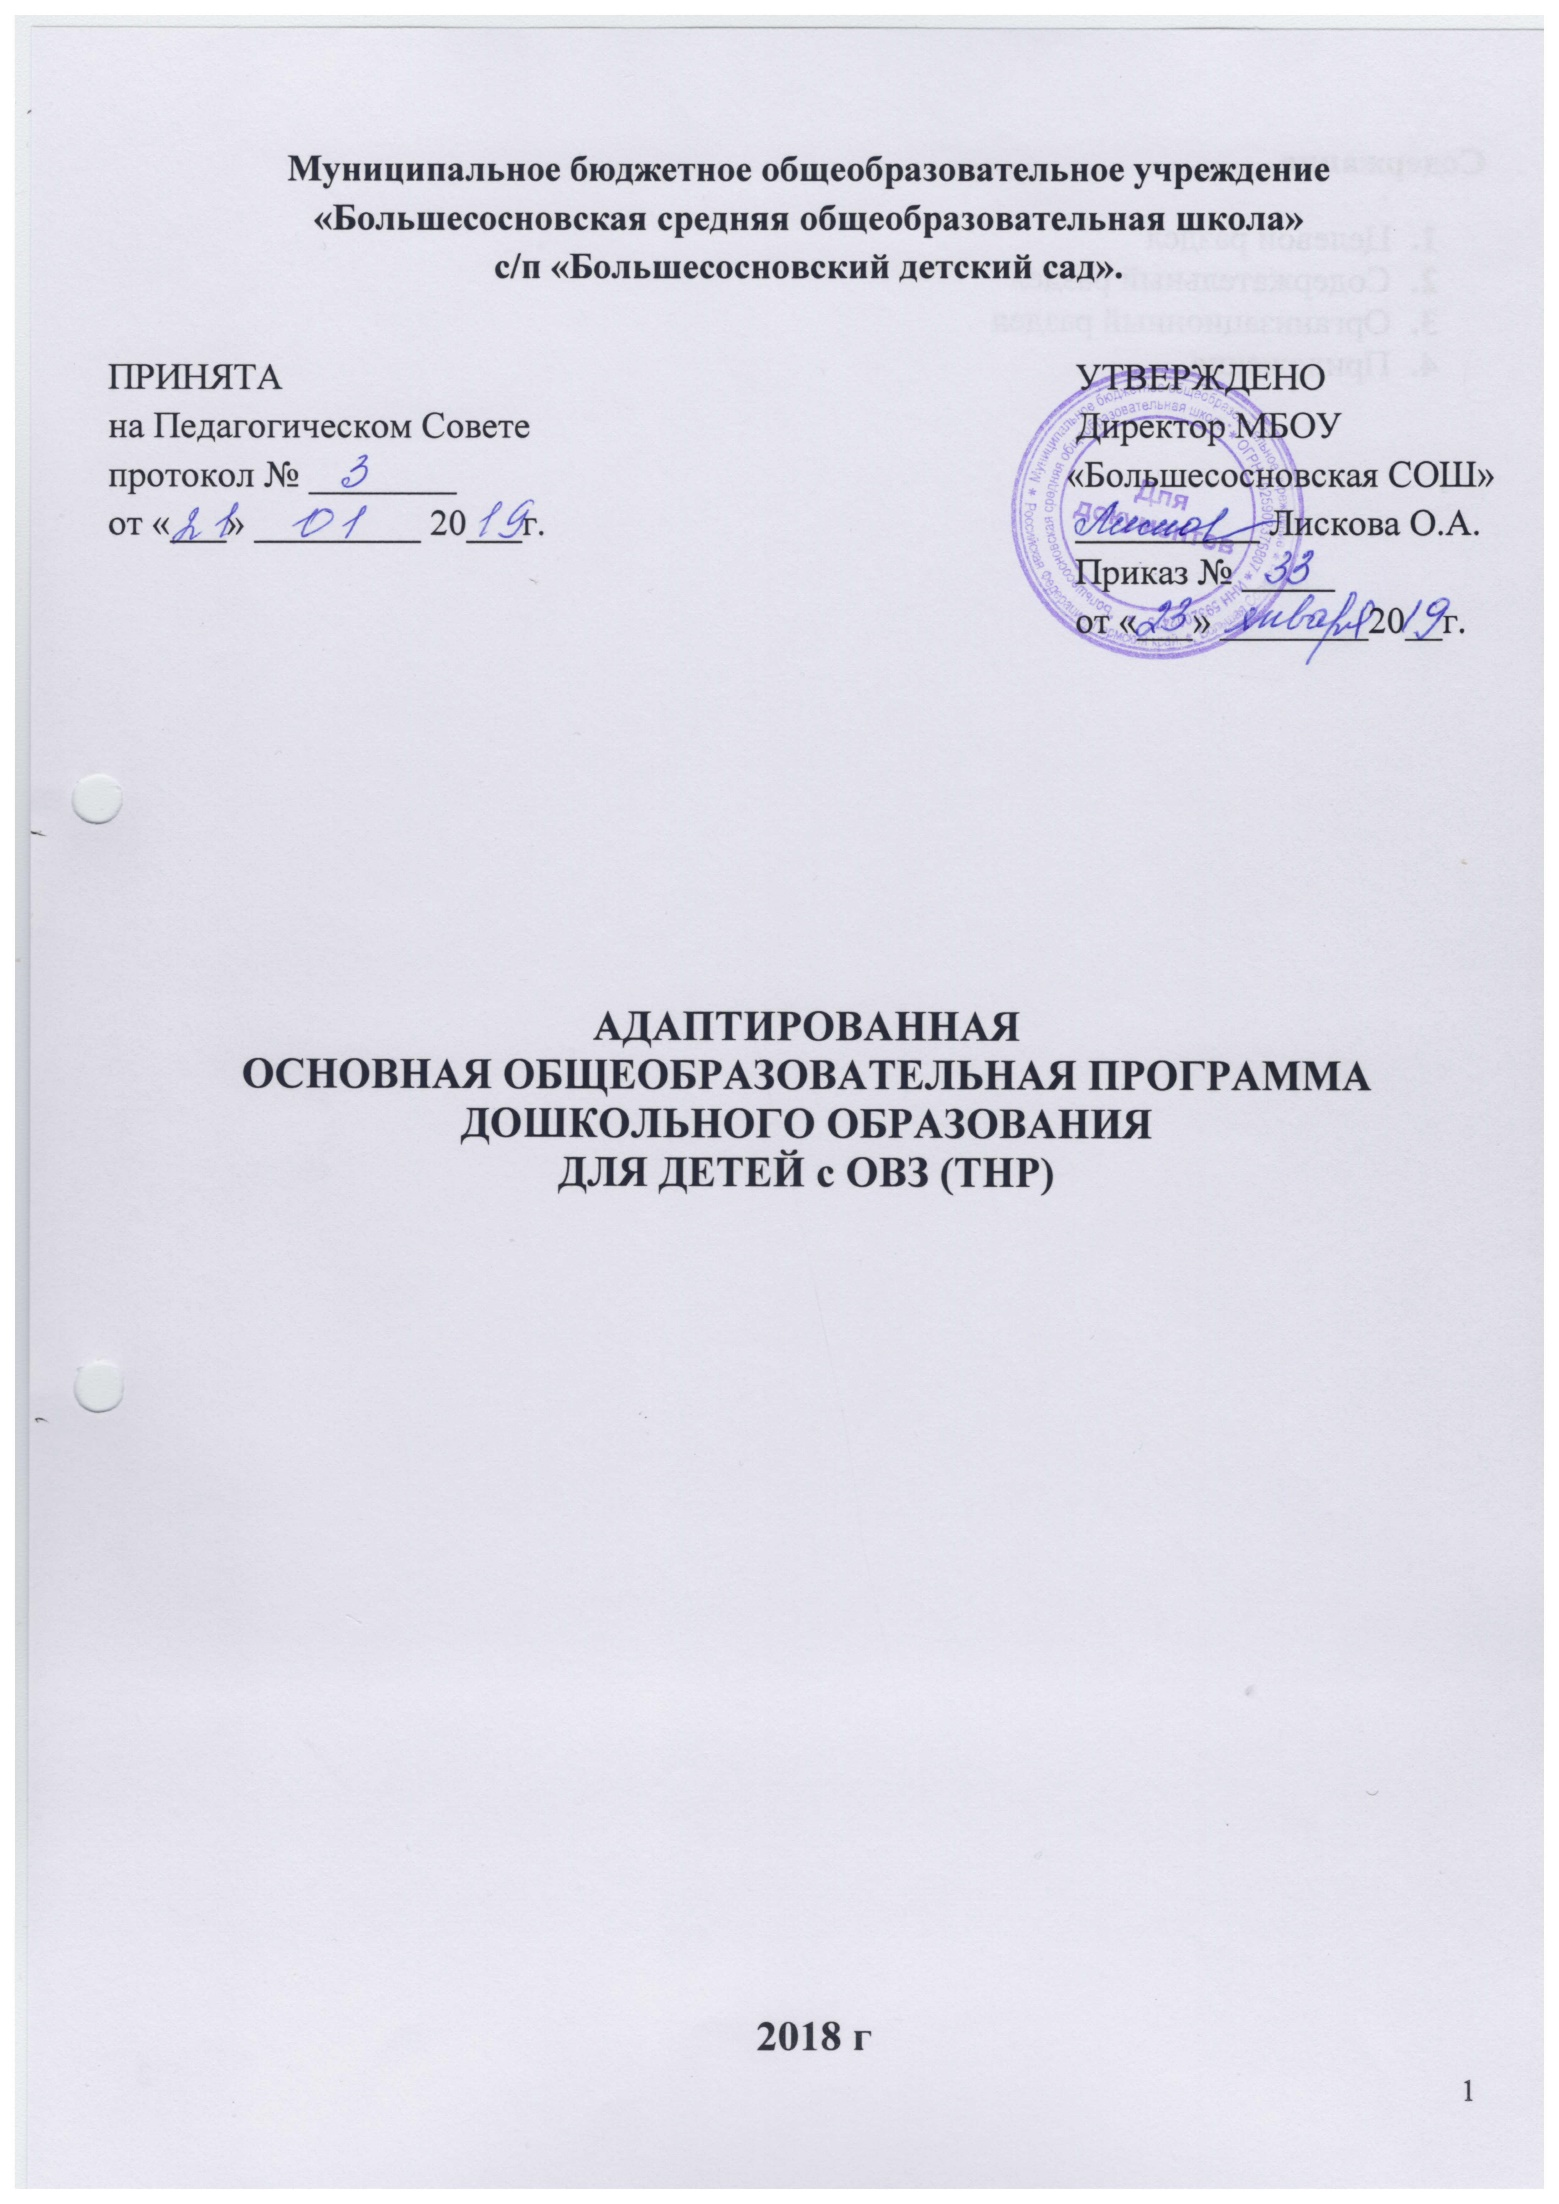 Муниципальное бюджетное общеобразовательное учреждение
«Большесосновская средняя общеобразовательная школа»
с/п «Большесосновский детский сад».
ПРИНЯТА
на Педагогическом Совете
протокол № 3
от «21» 01 2019г.
УТВЕРЖДЕНО
Директор МБОУ
«Большесосновская СОШ»
Лискова О.А.
Приказ № 33
от «23» января 2019г.
Для
документов
АДАПТИРОВАННАЯ
ОСНОВНАЯ ОБЩЕОБРАЗОВАТЕЛЬНАЯ ПРОГРАММА
ДОШКОЛЬНОГО ОБРАЗОВАНИЯ
ДЛЯ ДЕТЕЙ с ОВЗ (ТНР)
2018 г
1